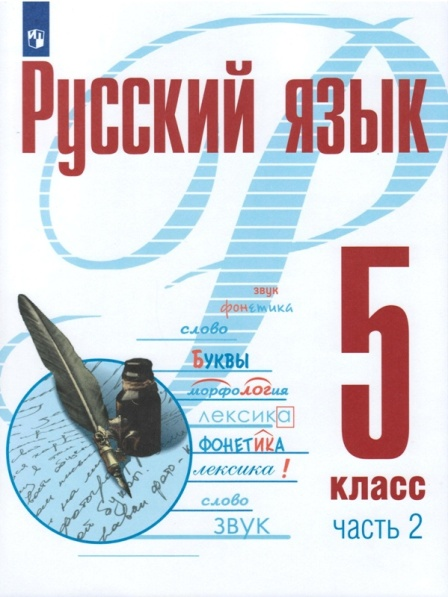 Русский язык
звук
фонетика
слово
Буквы
морфология
лексика
фонетика
лексика!
слово
звук
5
класс
часть 2